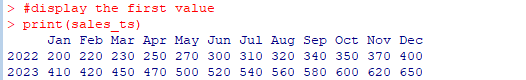 > #display the first value
> print(sales_ts)
     Jan Feb Mar Apr May Jun Jul Aug Sep Oct Nov Dec
2022 200 220 230 250 270 300 310 320 340 350 370 400
2023 410 420 450 470 500 520 540 560 580 600 620 650